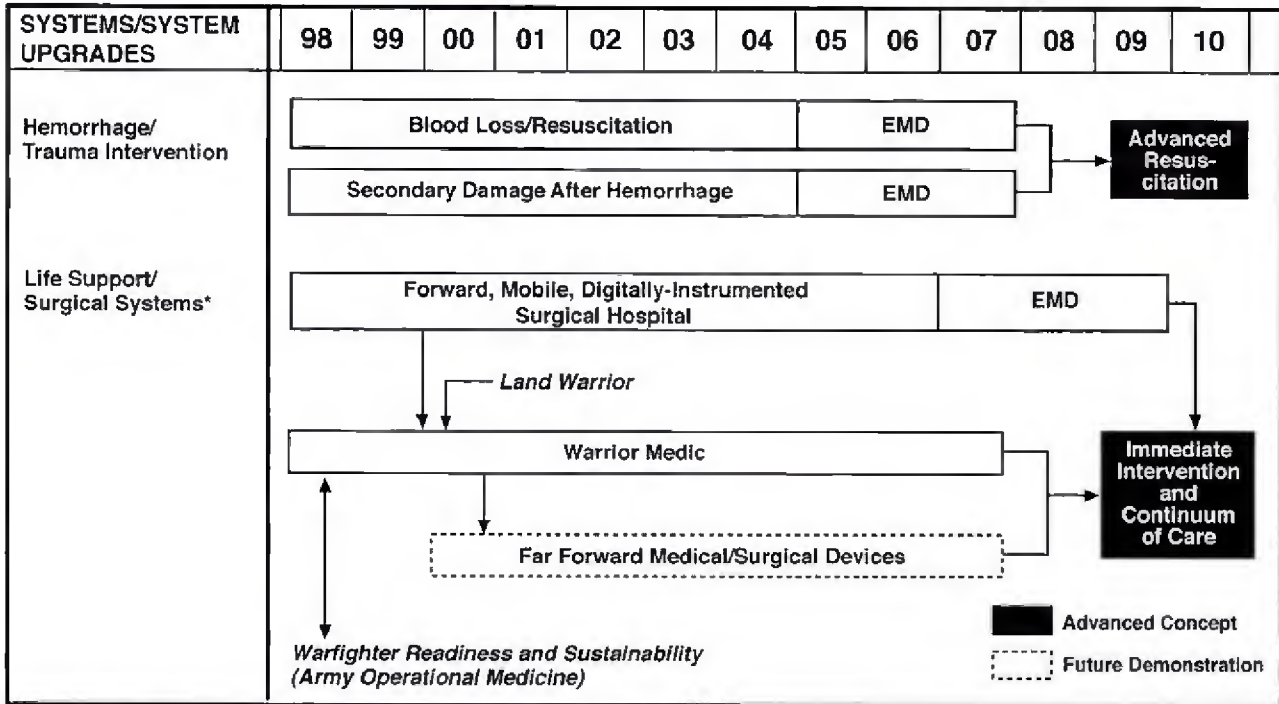 SYSTEMS/SYSTEM
UPGRADES
98 99 00 01 02 03 04 05 06 07 08 09 10
Hemorrhage/
Trauma Intervention
Blood Loss/Resuscitation EMD
Secondary Damage After Hemorrhage EMD
Advanced
Resus-
citation
Life Support/
Surgical Systems*
Forward, Mobile, Digitally-Instrumented
Surgical Hospital
EMD
Land Warrior
Warrior Medic
Far Forward Medical/Surgical Devices
Immediate
Intervention
and
Continuum
of Care
Warfighter Readiness and Sustainability
(Army Operational Medicine)
Advanced Concept
Future Demonstration